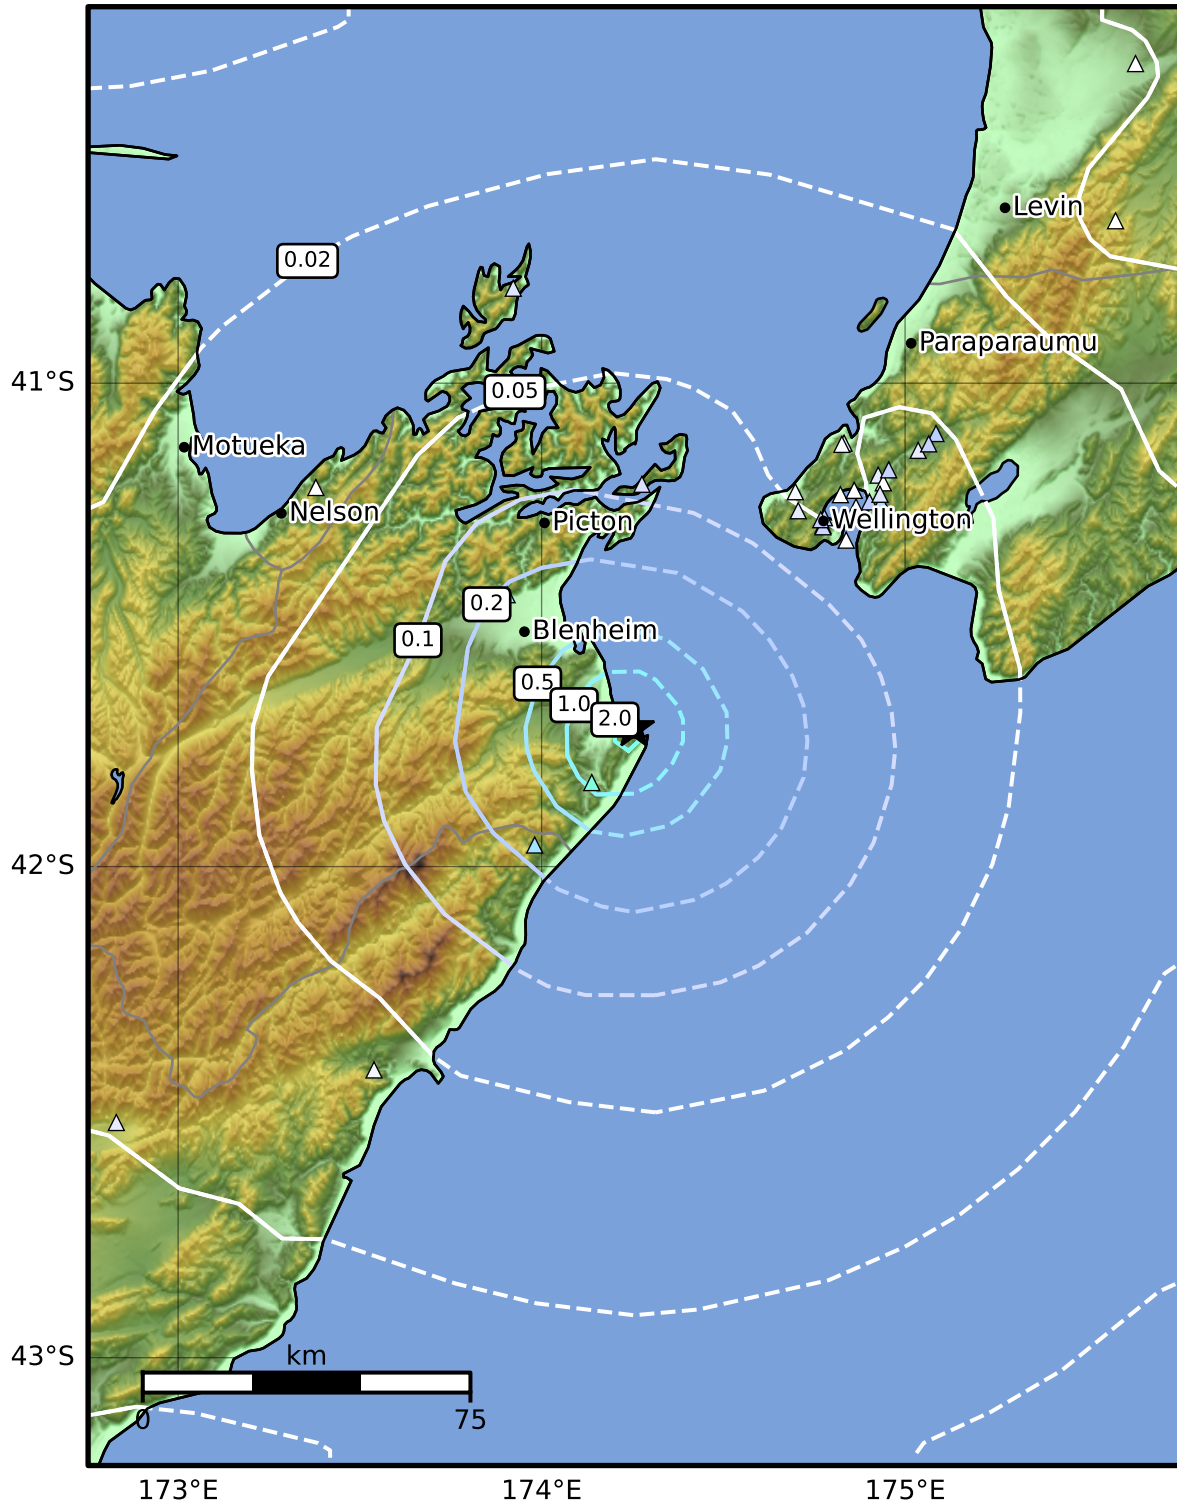 Levin
0.02
Paraparaumu
41°S
0.05
Motueka
Nelson
Picton
Wellington
0.2
Blenheim
0.1
0.5
1.0
2.0
42°S
43°S
km
0
75
173°E
174°E
175°E